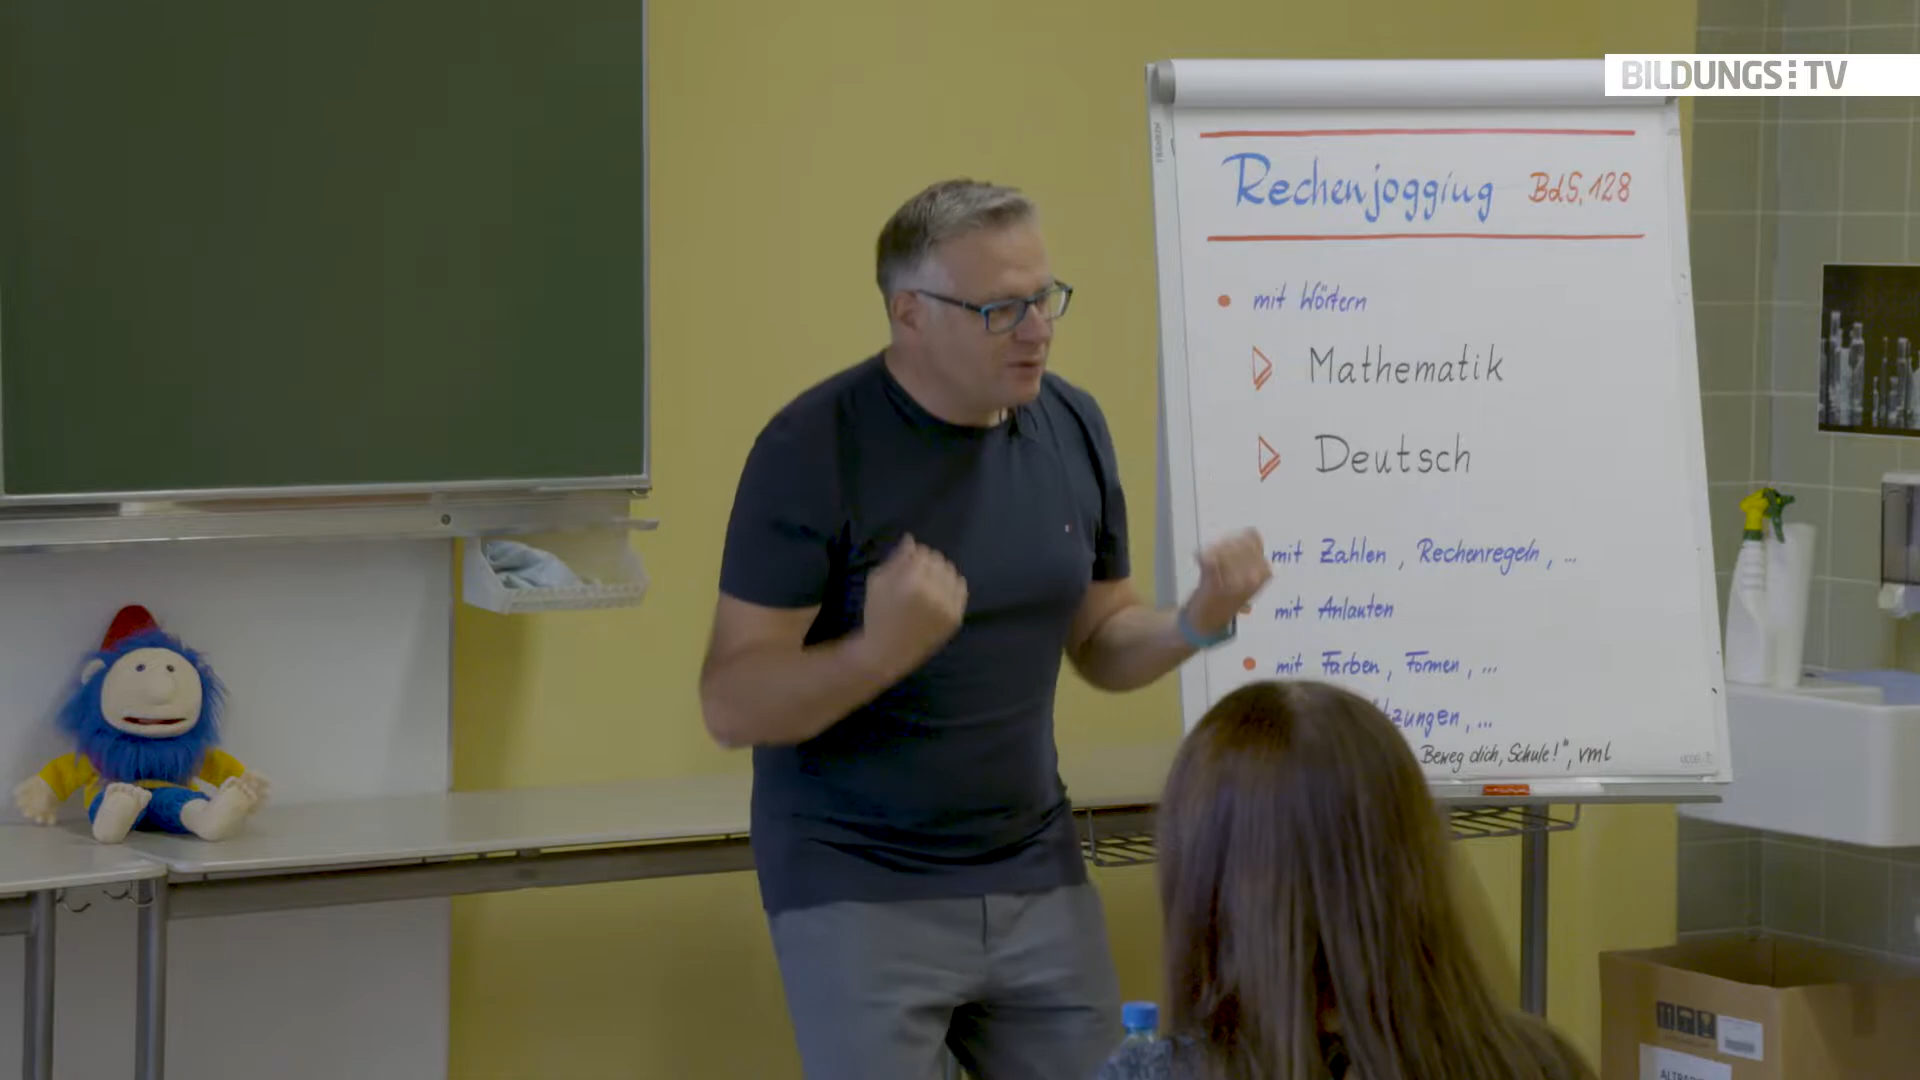 BILDUNGS:TV
Rechenjogging BdS, 128
mit Wörtern
Mathematik
Deutsch
mit Zahlen, Rechenregeln, ...
mit Anlauten
mit Farben, Formen, ...
Beweg dich, Schule!", vml